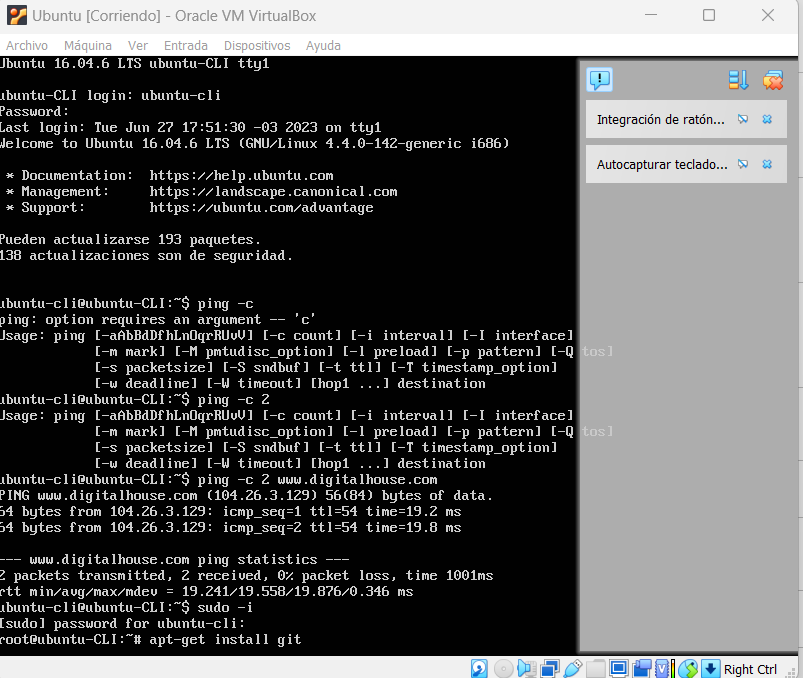 Ubuntu [Corriendo] - Oracle VM VirtualBox
Archivo Máquina Ver Entrada Dispositivos Ayuda
Ubuntu 16.04.6 LTS ubuntu-CLI tty1
ubuntu-CLI login: ubuntu-cli
Password:
Last login: Tue Jun 27 17:51:30 -03 2023 on tty1
Welcome to Ubuntu 16.04.6 LTS (GNU/Linux 4.4.0-142-generic i686)
* Documentation: https://help.ubuntu.com
* Management: https://landscape.canonical.com
* Support: https://ubuntu.com/advantage
Pueden actualizarse 193 paquetes.
138 actualizaciones son de seguridad.
ubuntu-cli@ubuntu-CLI:~$ ping -c
ping: option requires an argument -- 'c'
Usage: ping [-aAbBdDfhLnOqrRUvV] [-c count] [-i interval] [-I interface]
[-m mark] [-M pmtudisc_option] [-l preload] [-p pattern] [-Q tos]
[-s packetsize] [-S sndbuf] [-t ttl] [-T timestamp_option]
[-w deadline] [-W timeout] [hop1 ...] destination
ubuntu-cli@ubuntu-CLI:~$ ping -c 2
Usage: ping [-aAbBdDfhLnOqrRUvV] [-c count] [-i interval] [-I interface]
[-m mark] [-M pmtudisc_option] [-l preload] [-p pattern] [-Q tos]
[-s packetsize] [-S sndbuf] [-t ttl] [-T timestamp_option]
[-w deadline] [-W timeout] [hop1 ...] destination
ubuntu-cli@ubuntu-CLI:~$ ping -c 2 www.digitalhouse.com
PING www.digitalhouse.com (104.26.3.129) 56(84) bytes of data.
64 bytes from 104.26.3.129: icmp_seq=1 ttl=54 time=19.2 ms
64 bytes from 104.26.3.129: icmp_seq=2 ttl=54 time=19.8 ms
--- www.digitalhouse.com ping statistics ---
2 packets transmitted, 2 received, 0% packet loss, time 1001ms
rtt min/avg/max/mdev = 19.241/19.558/19.876/0.346 ms
ubuntu-cli@ubuntu-CLI:~$ sudo -i
[sudo] password for ubuntu-cli:
root@ubuntu-CLI:~# apt-get install git
Integración de ratón...
Autocapturar teclado...
Right Ctrl